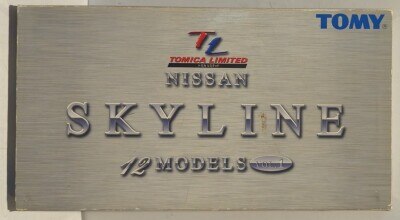 TOMY
TL
TOMICA LIMITED
NISSAN
SKYLINE
12 MODELS Vol.1